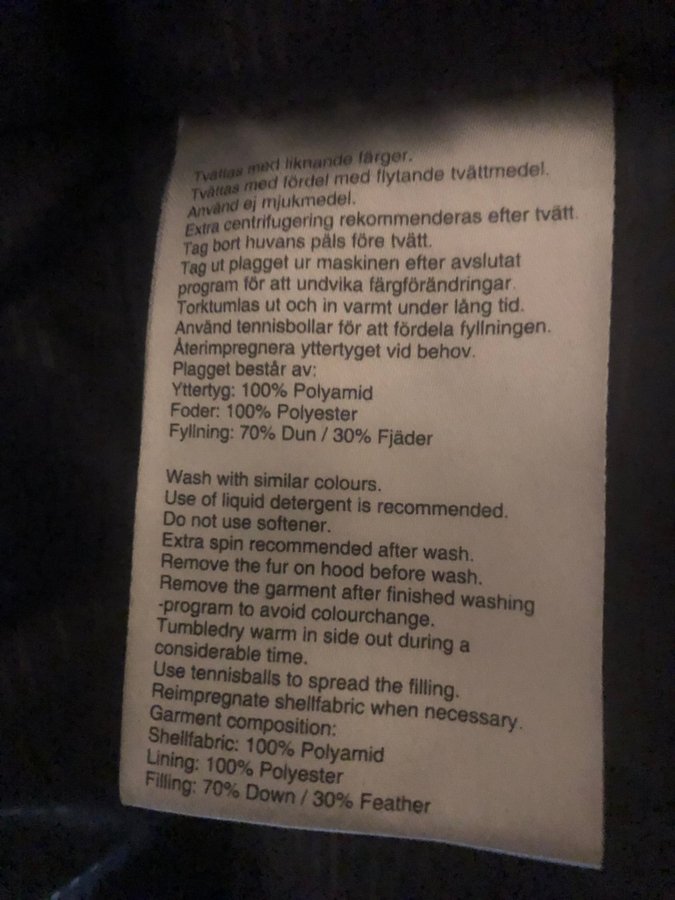 Tvättas med liknande färger.
Tvättas med fördel med flytande tvättmedel.
Använd ej mjukmedel.
Extra centrifugering rekommenderas efter tvätt.
Tag bort huvans päls före tvätt.
Tag ut plagget ur maskinen efter avslutat
program för att undvika färgförändringar.
Torktumlas ut och in varmt under lång tid.
Använd tennisbollar för att fördela fyllningen.
Återimpregnera yttertyget vid behov.
Plagget består av:
Yttertyg: 100% Polyamid
Foder: 100% Polyester
Fyllning: 70% Dun / 30% Fjäder
Wash with similar colours.
Use of liquid detergent is recommended.
Do not use softener.
Extra spin recommended after wash.
Remove the fur on hood before wash.
Remove the garment after finished washing
-program to avoid colourchange.
Tumbledry warm in side out during a
considerable time.
Use tennisballs to spread the filling.
Reimpregnate shellfabric when necessary.
Garment composition:
Shellfabric: 100% Polyamid
Lining: 100% Polyester
Filling: 70% Down / 30% Feather